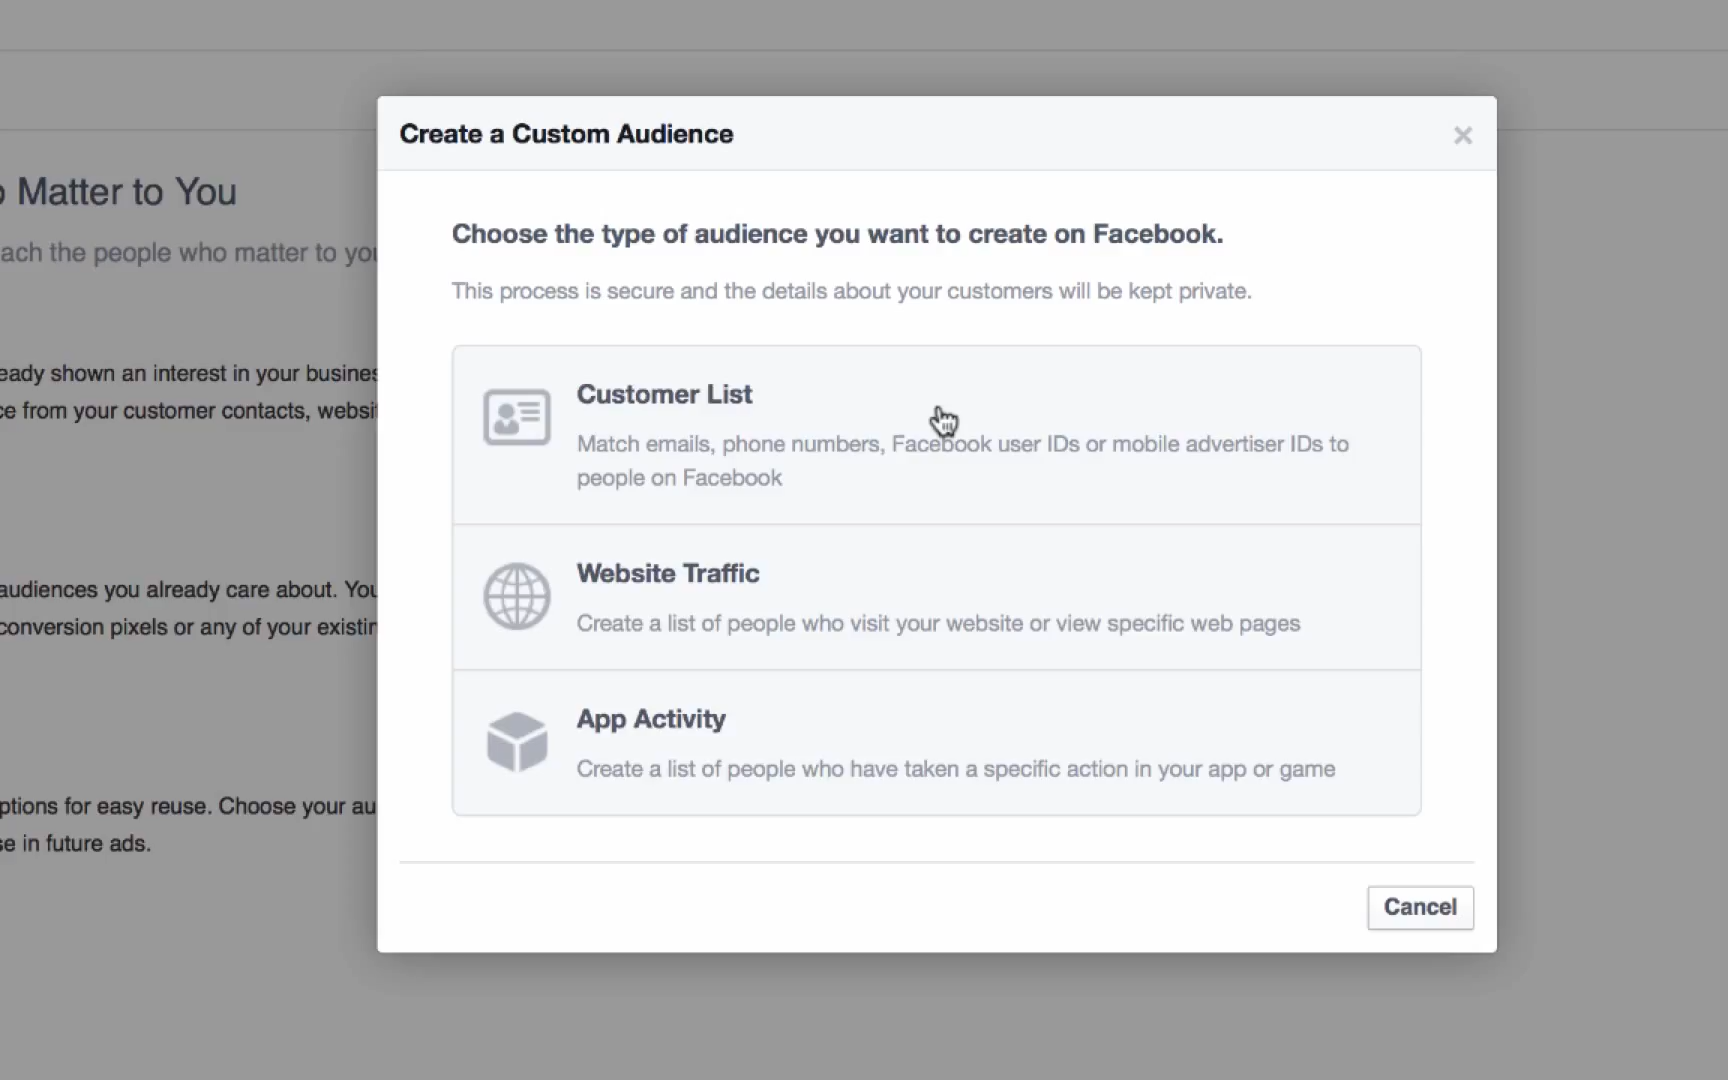 Create a Custom Audience
Matter to You
Choose the type of audience you want to create on Facebook.
ach the people who matter to you
This process is secure and the details about your customers will be kept private.
eady shown an interest in your busines
ce from your customer contacts, websit
Customer List
Match emails, phone numbers, Facebook user IDs or mobile advertiser IDs to
people on Facebook
audiences you already care about. You
conversion pixels or any of your existin
Website Traffic
Create a list of people who visit your website or view specific web pages
App Activity
Create a list of people who have taken a specific action in your app or game
ptions for easy reuse. Choose your au
se in future ads.
Cancel